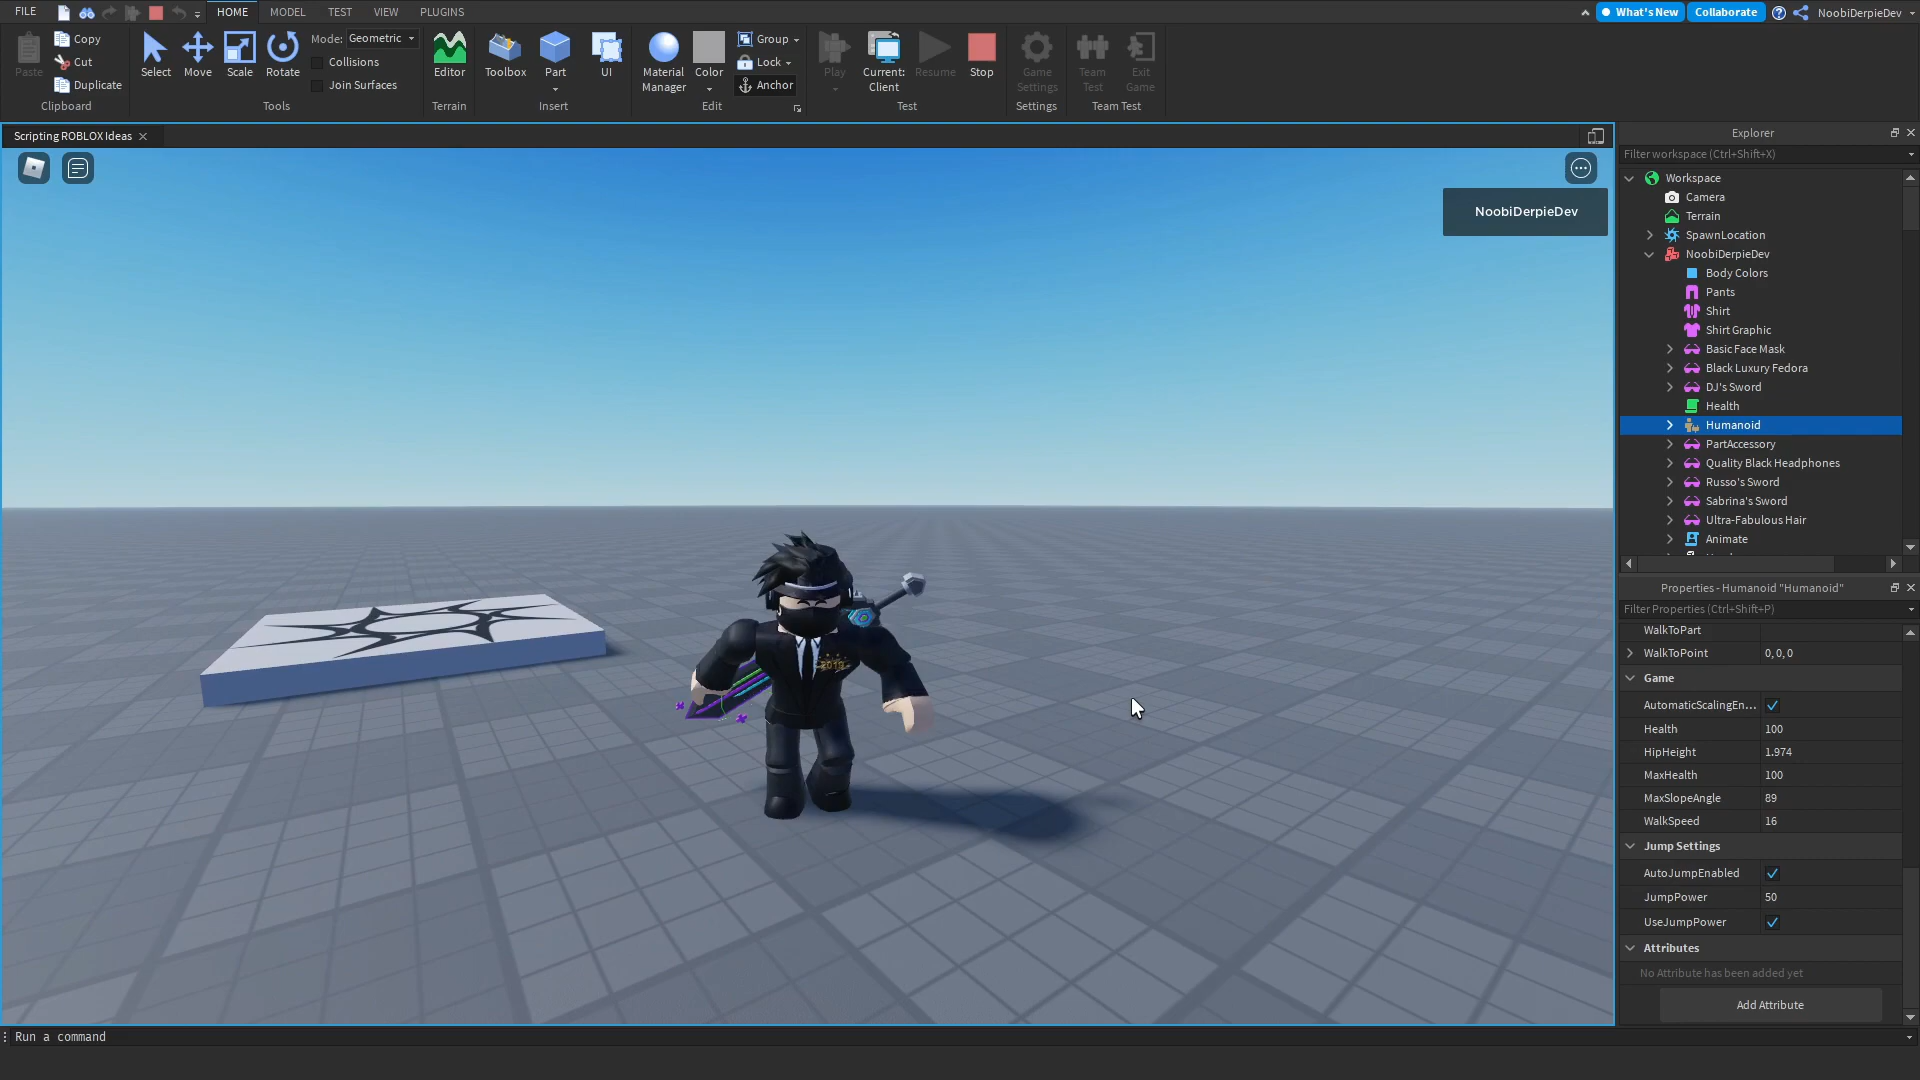 FILE HOME MODEL TEST VIEW PLUGINS What's New Collaborate NoobiDerpieDev
Paste Copy Cut Duplicate
Select Move Scale Rotate Mode: Geometric
Collisions
Join Surfaces
Editor Toolbox Part UI
Material Manager Color Group Lock Anchor
Play Current: Client Resume Stop
Game Settings Team Test Exit Game
Clipboard Tools Terrain Insert Edit Test Settings Team Test
Scripting ROBLOX Ideas
NoobiDerpieDev
2019
Explorer
Filter workspace (Ctrl+Shift+X)
Workspace
Camera
Terrain
SpawnLocation
NoobiDerpieDev
Body Colors
Pants
Shirt
Shirt Graphic
Basic Face Mask
Black Luxury Fedora
DJ's Sword
Health
Humanoid
PartAccessory
Quality Black Headphones
Russo's Sword
Sabrina's Sword
Ultra-Fabulous Hair
Animate
Properties - Humanoid "Humanoid"
Filter Properties (Ctrl+Shift+P)
WalkToPart
WalkToPoint 0, 0, 0
Game
AutomaticScalingEn...
Health 100
HipHeight 1.974
MaxHealth 100
MaxSlopeAngle 89
WalkSpeed 16
Jump Settings
AutoJumpEnabled
JumpPower 50
UseJumpPower
Attributes
No Attribute has been added yet
Add Attribute
Run a command